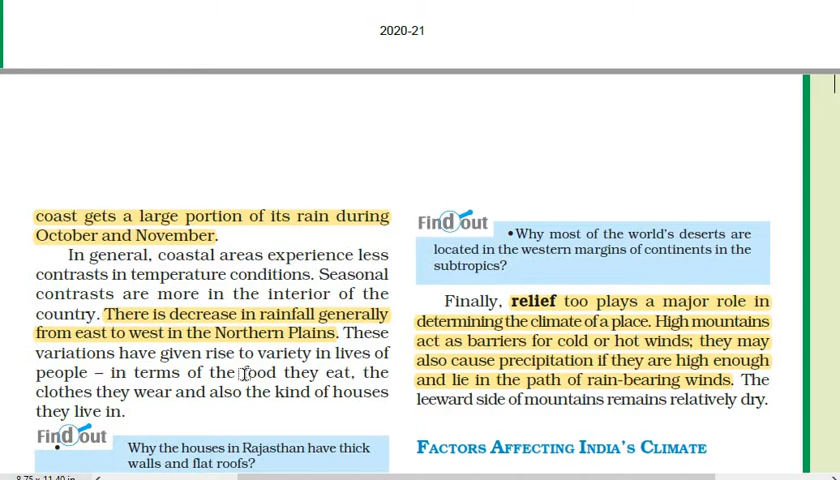 2020-21
coast gets a large portion of its rain during
October and November.
In general, coastal areas experience less
contrasts in temperature conditions. Seasonal
contrasts are more in the interior of the
country. There is decrease in rainfall generally
from east to west in the Northern Plains. These
variations have given rise to variety in lives of
people – in terms of the food they eat, the
clothes they wear and also the kind of houses
they live in.
Find out
• Why the houses in Rajasthan have thick
walls and flat roofs?
Find out
• Why most of the world's deserts are
located in the western margins of continents in the
subtropics?
Finally, relief too plays a major role in
determining the climate of a place. High mountains
act as barriers for cold or hot winds; they may
also cause precipitation if they are high enough
and lie in the path of rain-bearing winds. The
leeward side of mountains remains relatively dry.
FACTORS AFFECTING INDIA'S CLIMATE
8.75 x 11.40 in